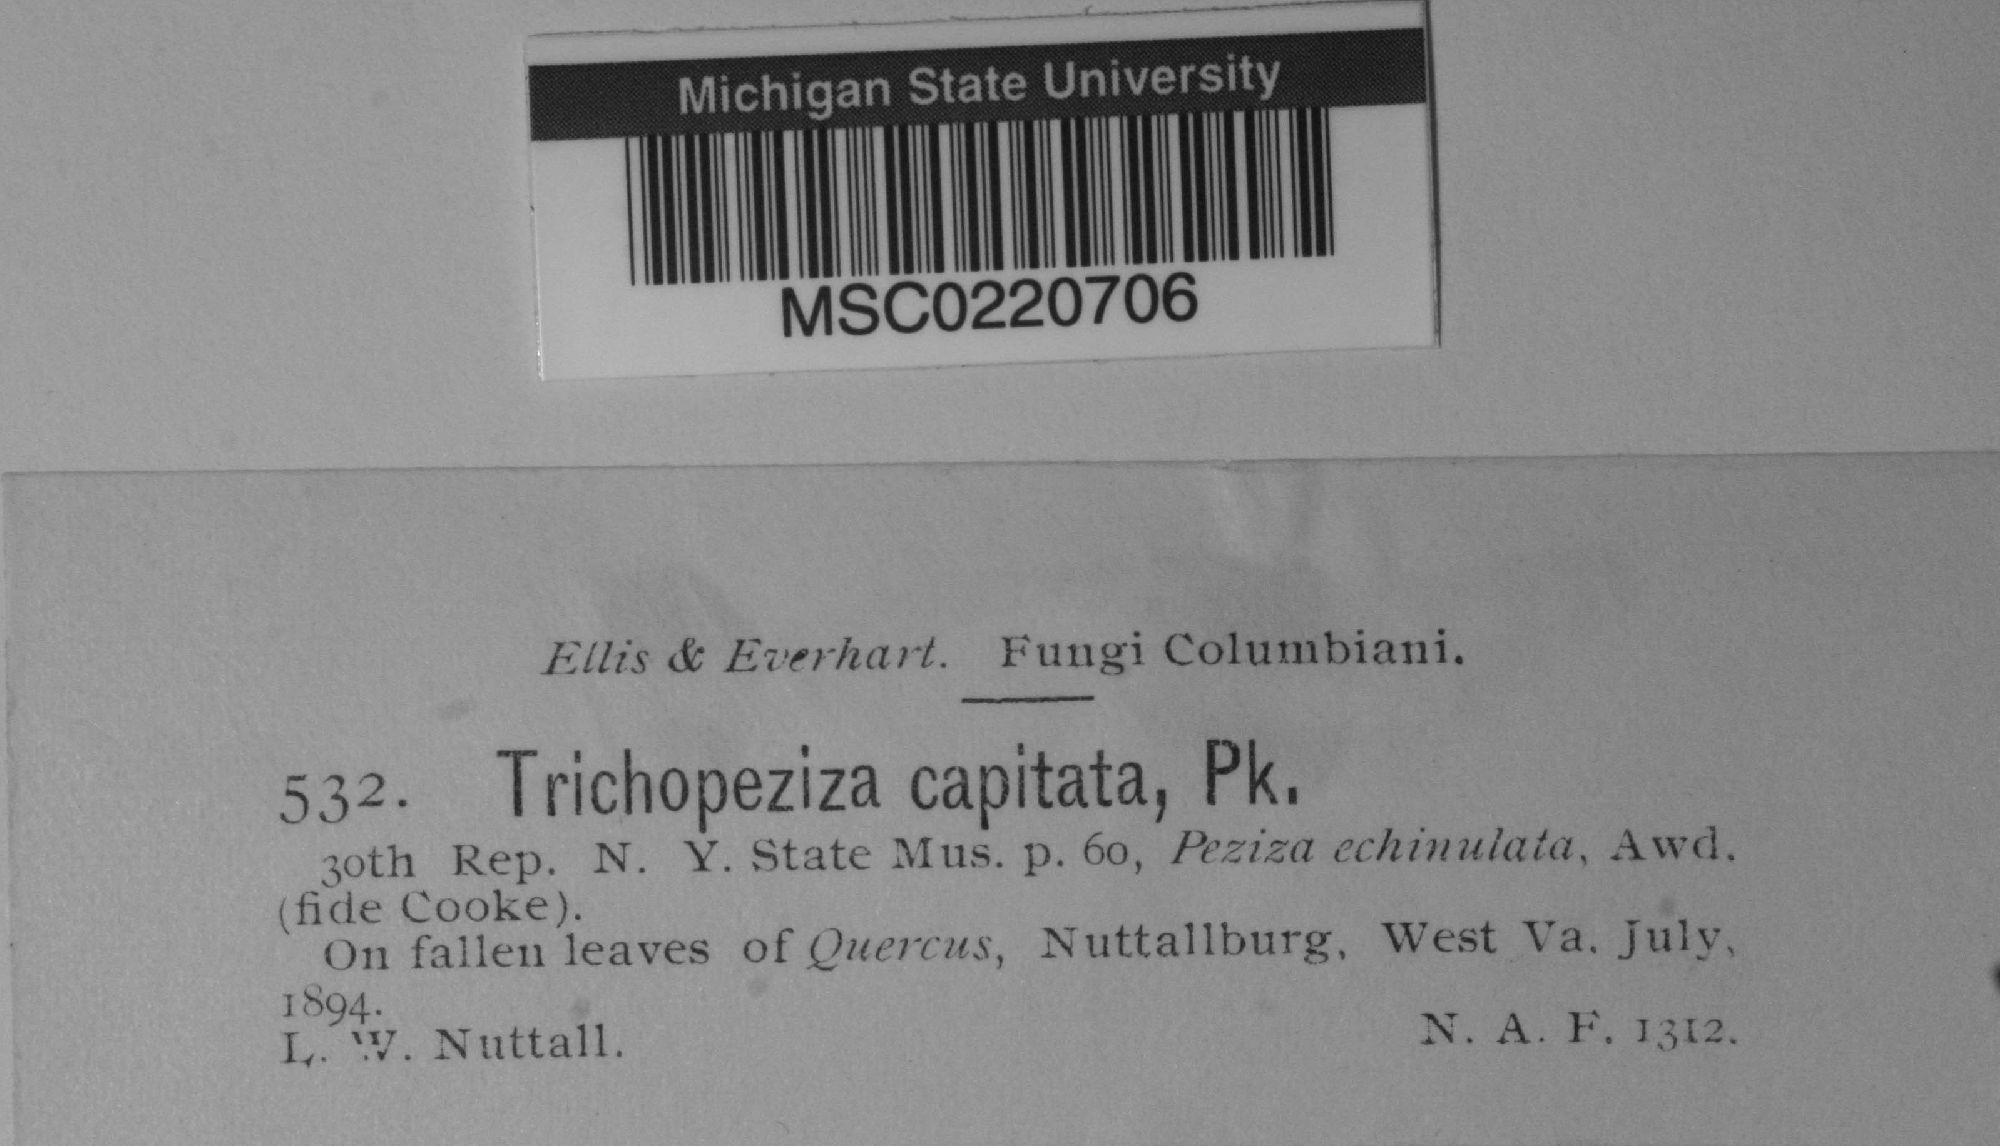 Michigan State University
MSC0220706
Ellis & Everhart. Fungi Columbiani.
532. Trichopeziza capitata, Pk.
30th Rep. N. Y. State Mus. p. 60, Peziza echinulata, Awd.
(fide Cooke).
On fallen leaves of Quercus, Nuttallburg, West Va. July,
1894.
L. W. Nuttall. N. A. F. 1312.